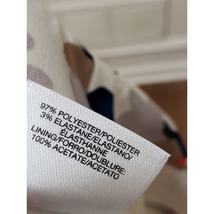 97% POLYESTER/POLIESTER
3% ELASTANE/ELASTANO/
ÉLASTHANNE
LINING/FORRO/DOUBLURE:
100% ACETATE/ACETATO